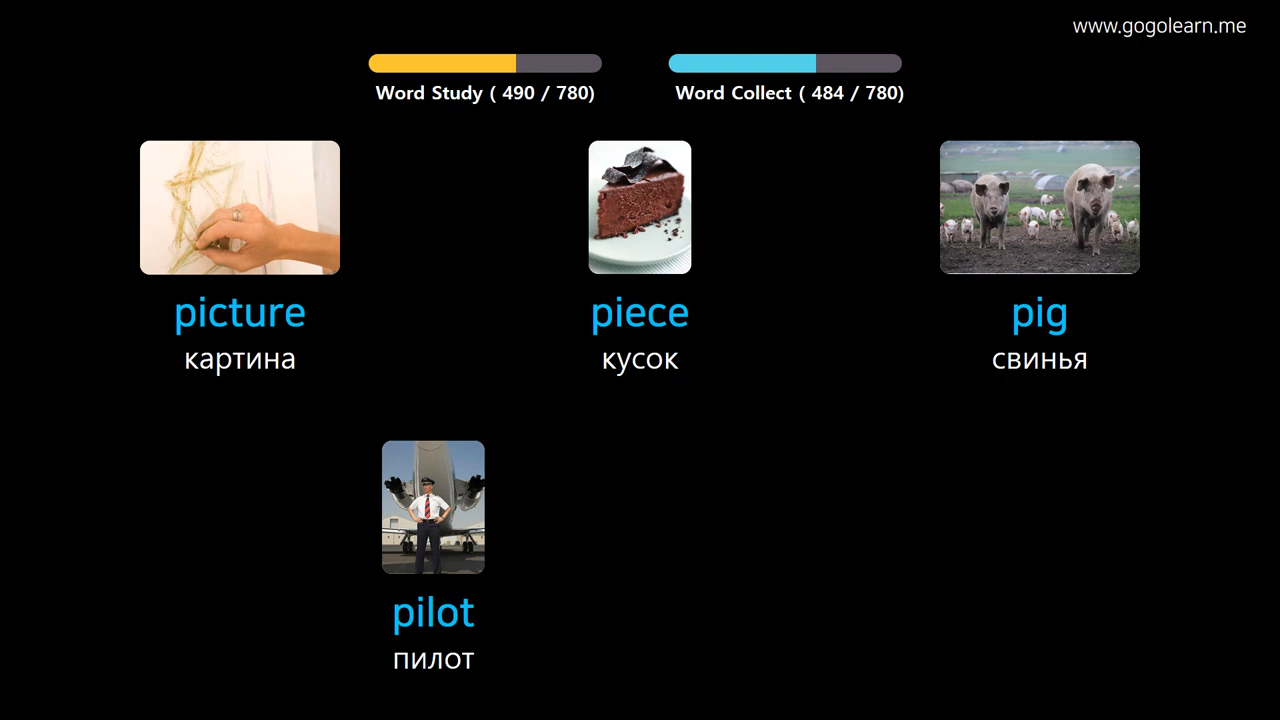 www.gogolearn.me
Word Study ( 490 / 780)
Word Collect ( 484 / 780)
picture
картина
piece
кусок
pig
свинья
pilot
пилот